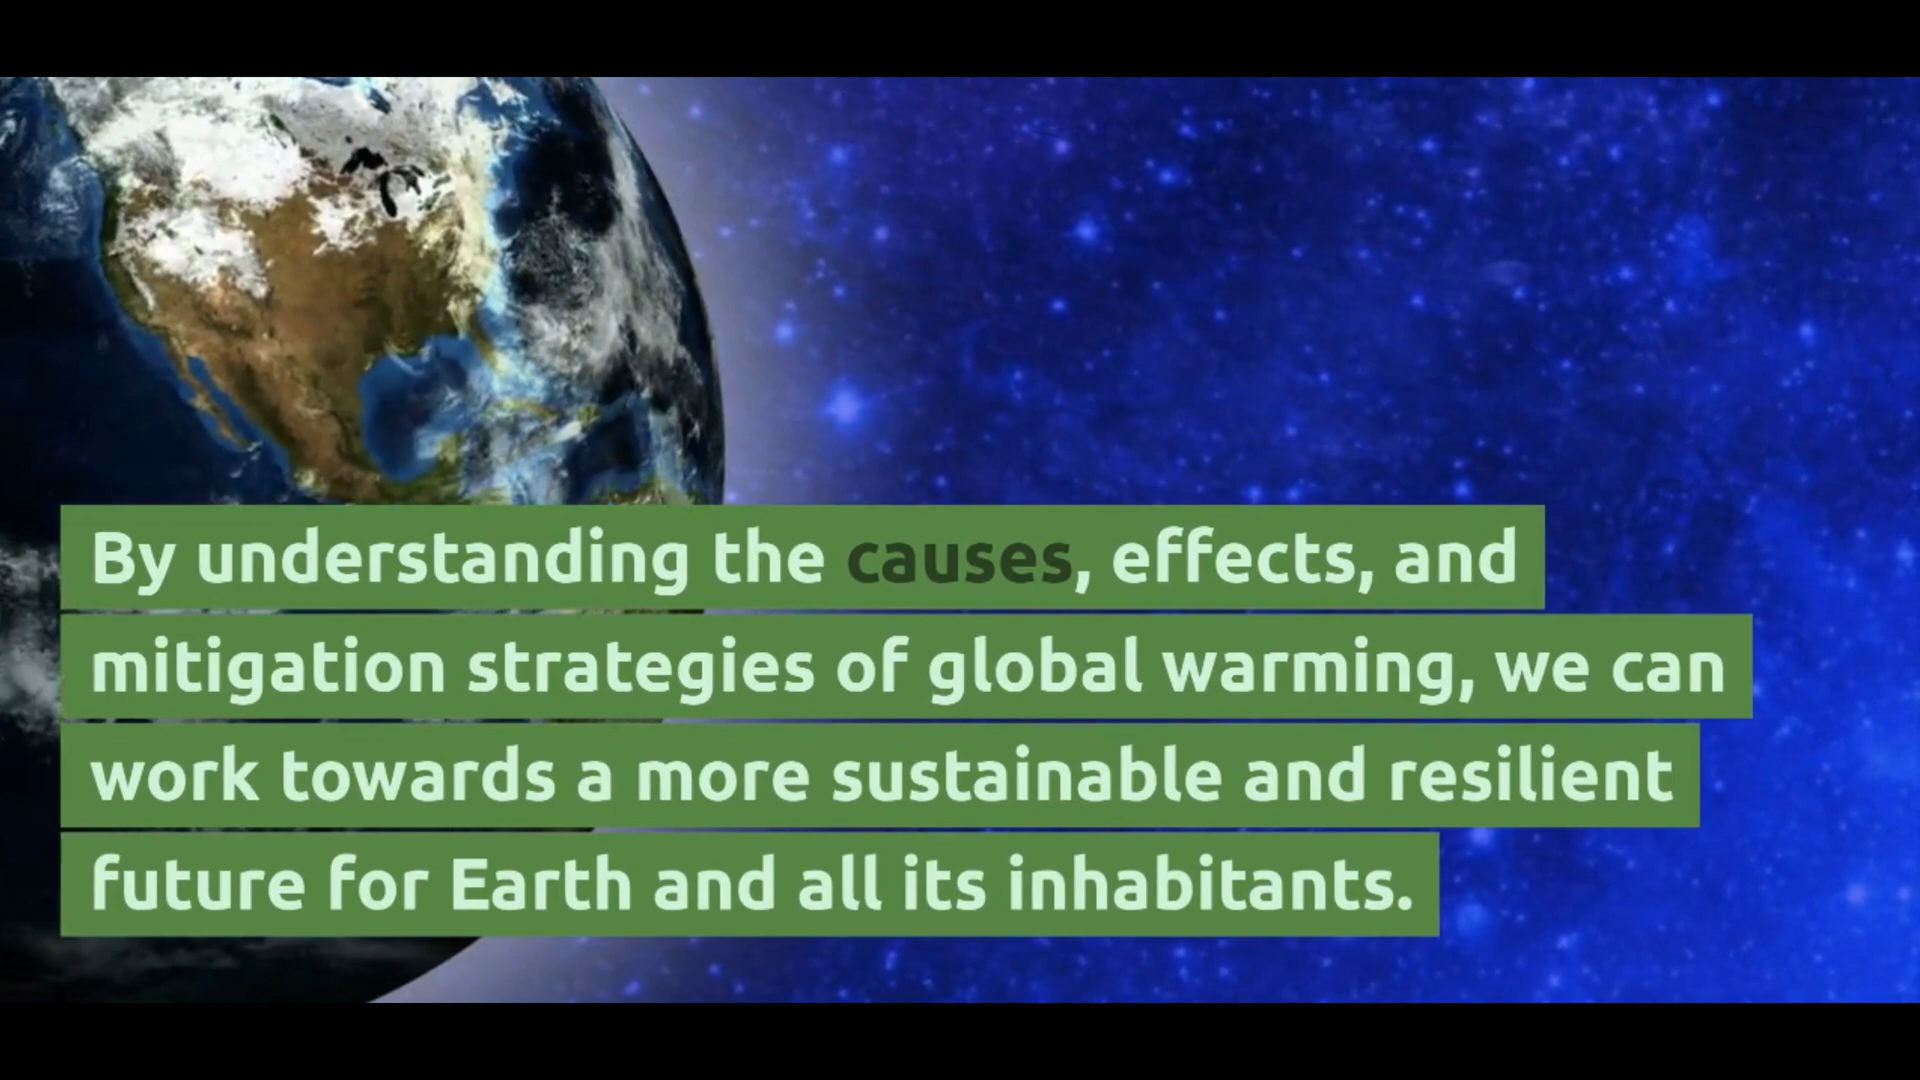 By understanding the causes, effects, and
mitigation strategies of global warming, we can
work towards a more sustainable and resilient
future for Earth and all its inhabitants.